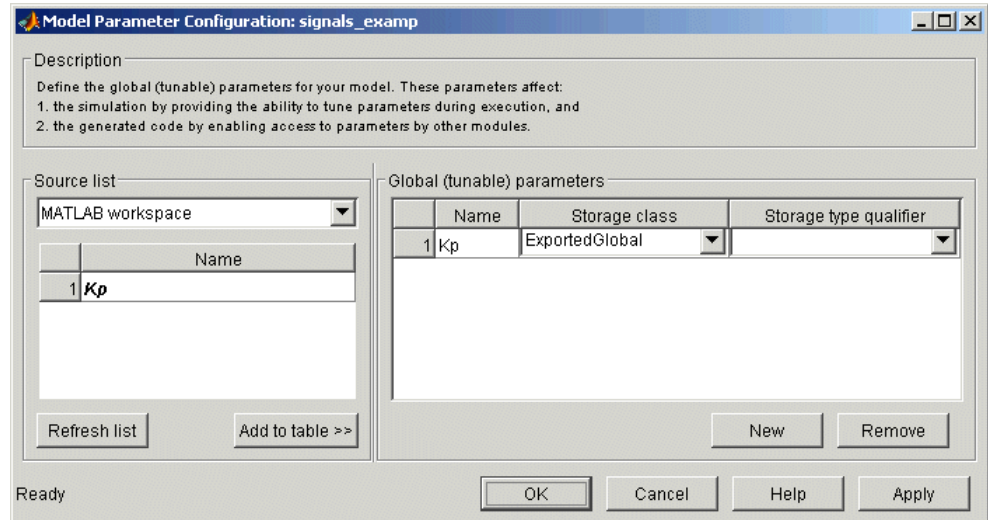 Model Parameter Configuration: signals_examp
Description
Define the global (tunable) parameters for your model. These parameters affect:
1. the simulation by providing the ability to tune parameters during execution, and
2. the generated code by enabling access to parameters by other modules.
Source list
MATLAB workspace
Name
1 Kp
Refresh list
Add to table >>
Global (tunable) parameters
Name Storage class Storage type qualifier
1 Kp ExportedGlobal
New
Remove
Ready
OK
Cancel
Help
Apply